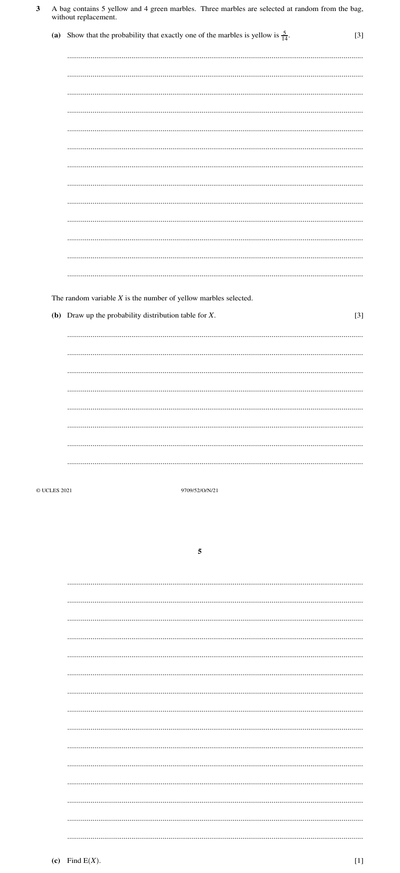 3 A bag contains 5 yellow and 4 green marbles. Three marbles are selected at random from the bag,
without replacement.
(a) Show that the probability that exactly one of the marbles is yellow is 5/14. [3]
The random variable X is the number of yellow marbles selected.
(b) Draw up the probability distribution table for X. [3]
© UCLES 2021 9709/52/O/N/21
5
(c) Find E(X). [1]